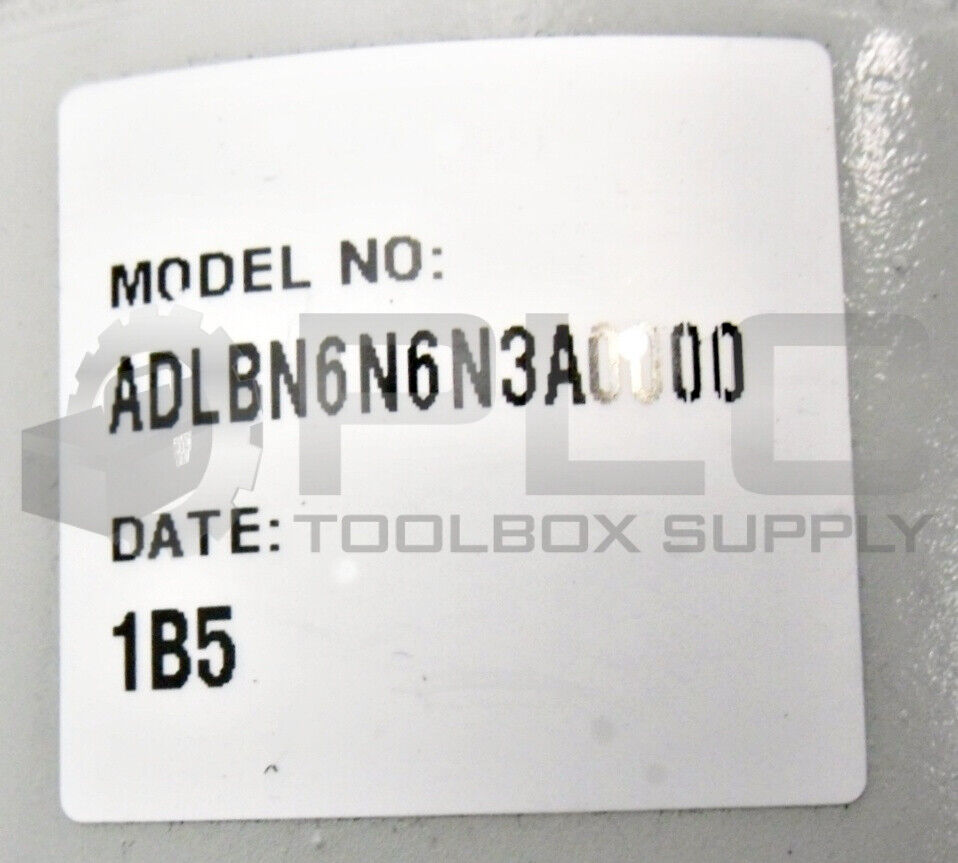 MODEL NO:
ADLBN6N6N3A0000
PLC
TOOLBOX SUPPLY
DATE:
1B5